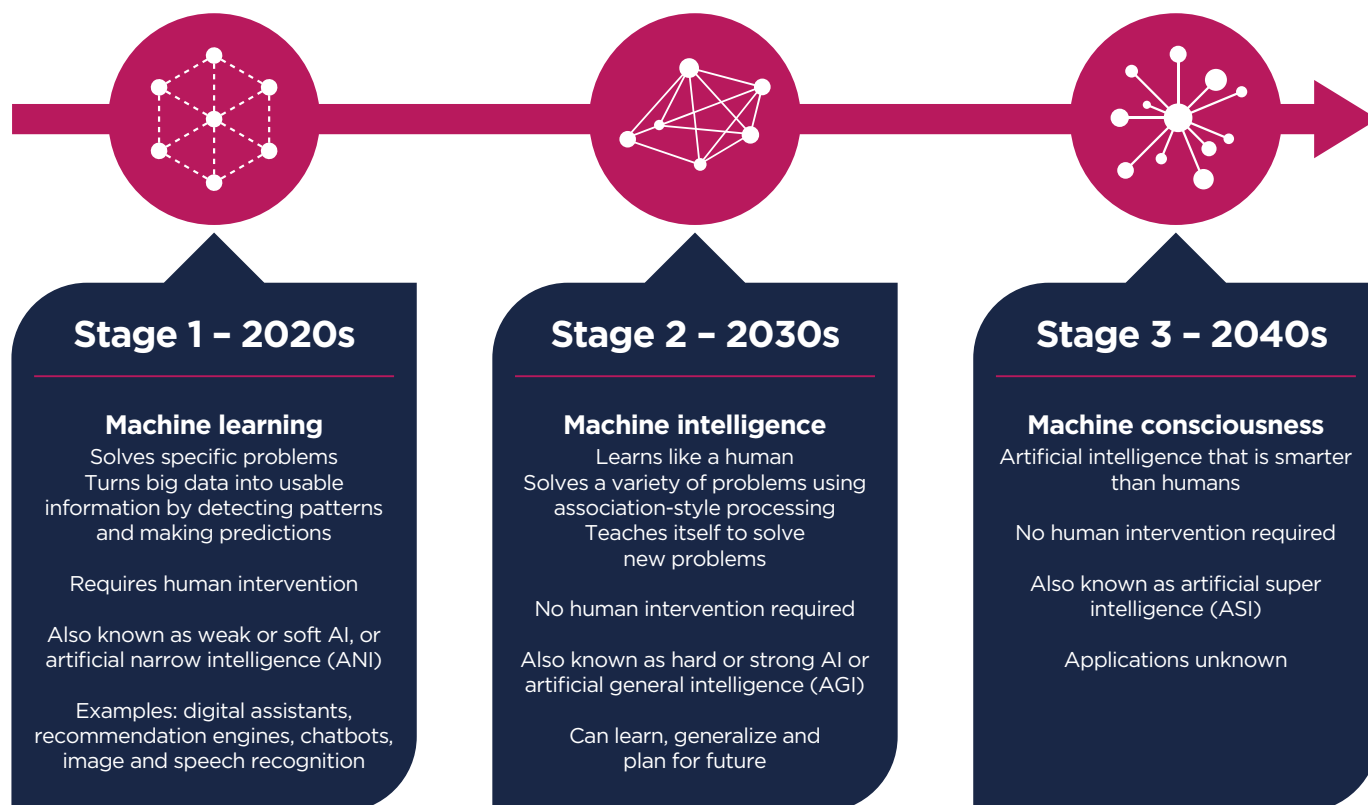 Stage 1 – 2020s
Machine learning
Solves specific problems
Turns big data into usable
information by detecting patterns
and making predictions
Requires human intervention
Also known as weak or soft AI, or
artificial narrow intelligence (ANI)
Examples: digital assistants,
recommendation engines, chatbots,
image and speech recognition
Stage 2 – 2030s
Machine intelligence
Learns like a human
Solves a variety of problems using
association-style processing
Teaches itself to solve
new problems
No human intervention required
Also known as hard or strong AI or
artificial general intelligence (AGI)
Can learn, generalize and
plan for future
Stage 3 – 2040s
Machine consciousness
Artificial intelligence that is smarter
than humans
No human intervention required
Also known as artificial super
intelligence (ASI)
Applications unknown